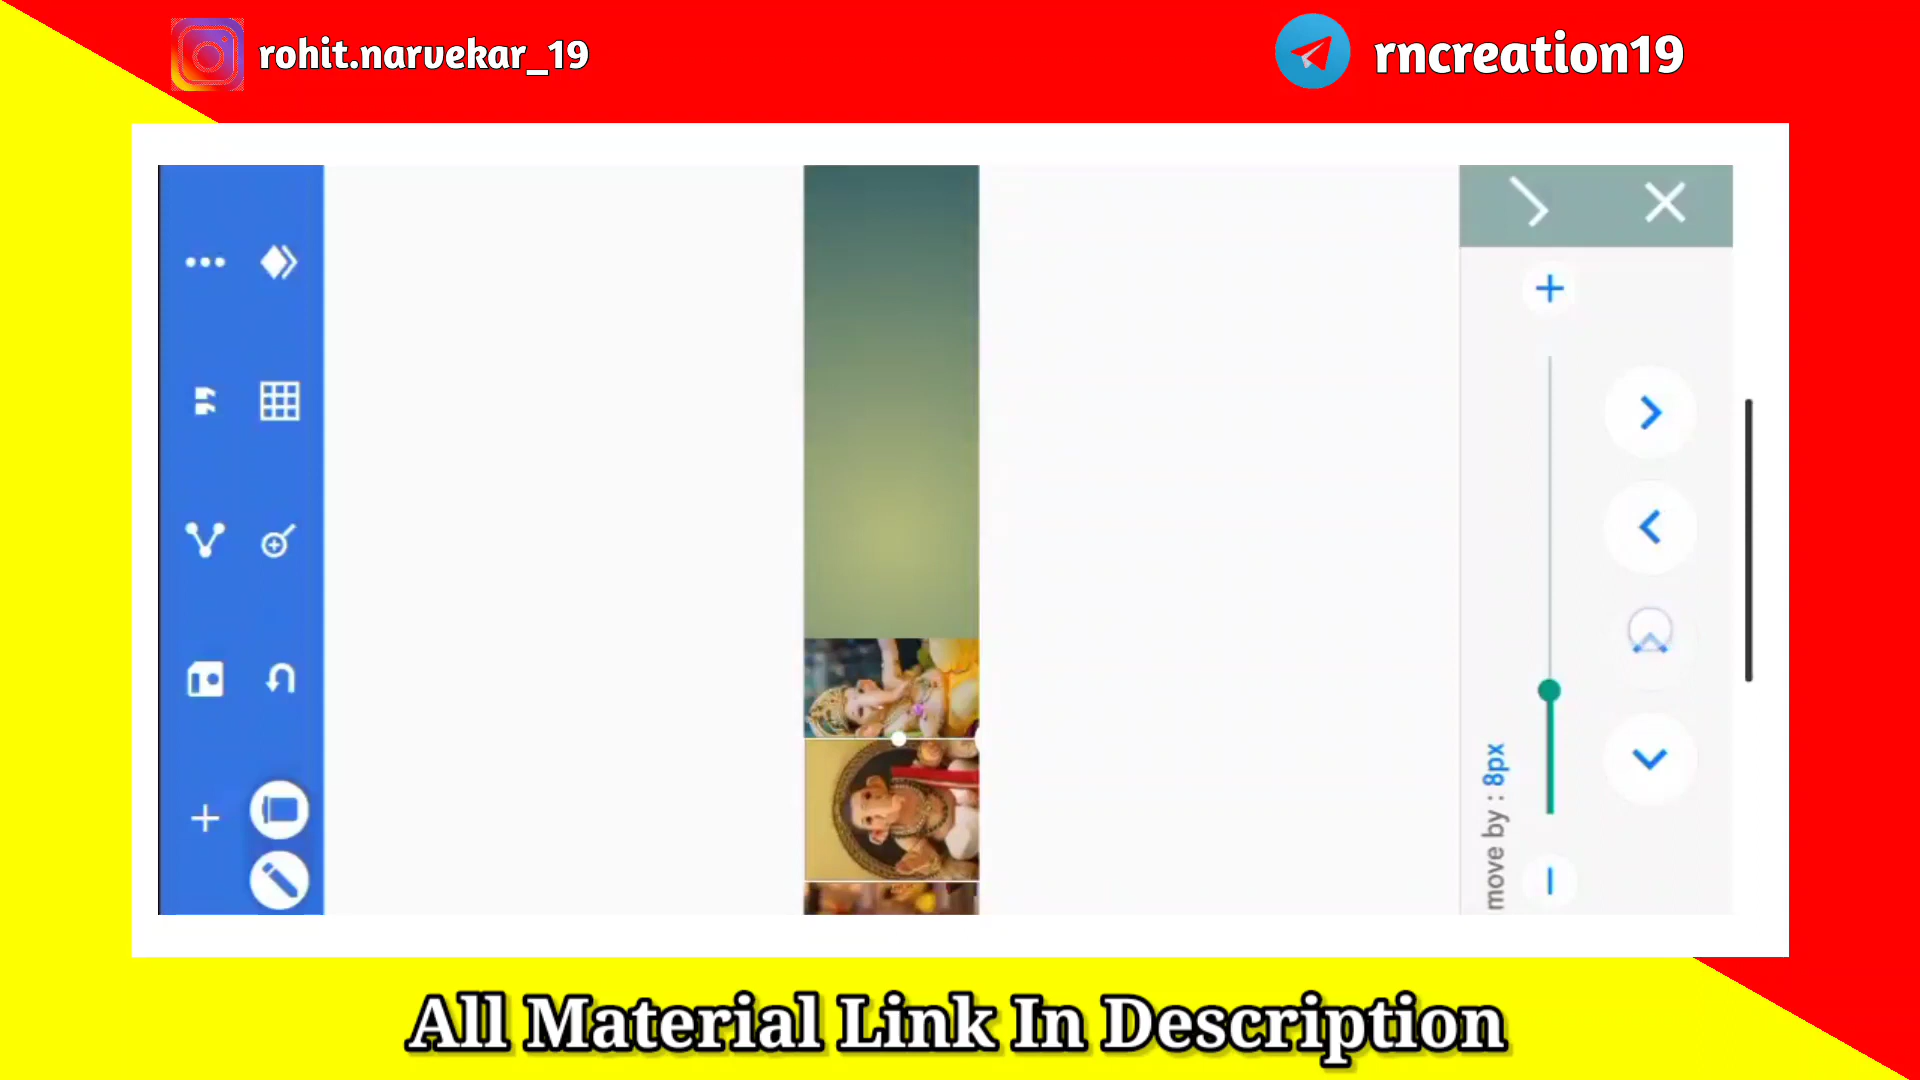 rohit.narvekar_19
rncreation19
move by : 8px
All Material Link In Description